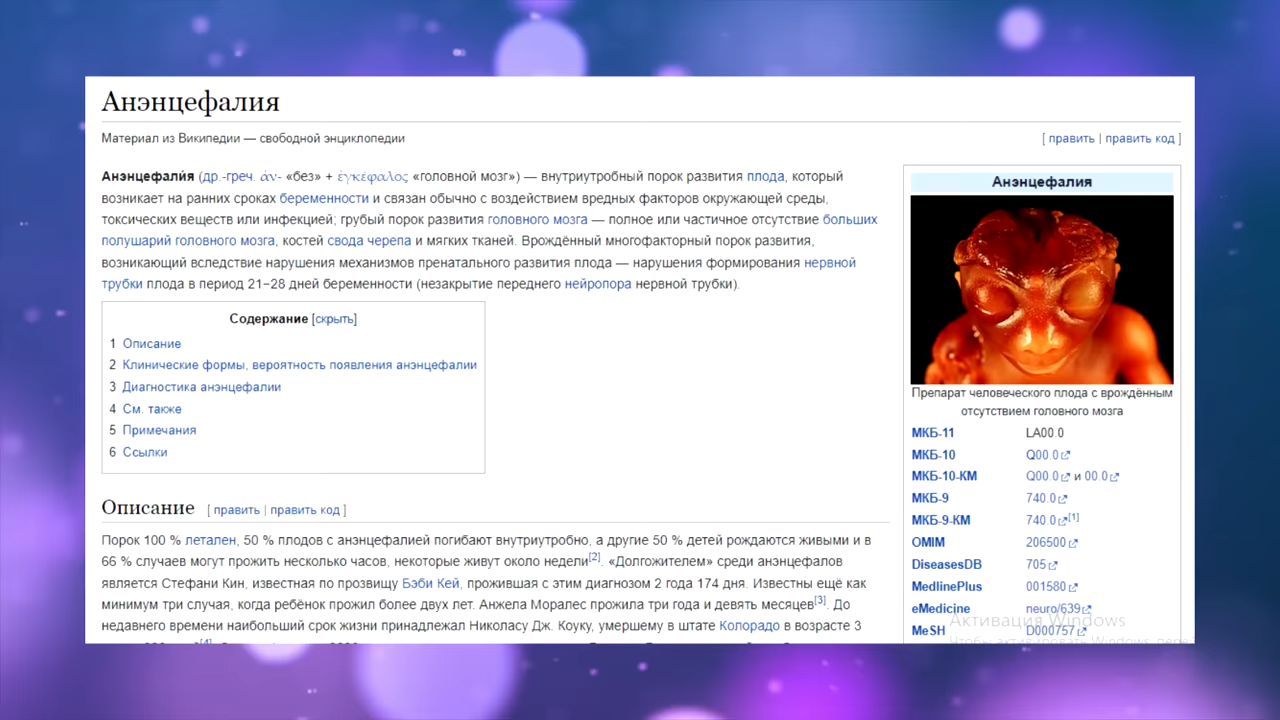 Анэнцефалия
Материал из Википедии — свободной энциклопедии
[ править | править код ]
Анэнцефали́я (др.-греч. ἀν- «без» + ἐγκέφαλος «головной мозг») — внутриутробный порок развития плода, который
возникает на ранних сроках беременности и связан обычно с воздействием вредных факторов окружающей среды,
токсических веществ или инфекцией; грубый порок развития головного мозга — полное или частичное отсутствие больших
полушарий головного мозга, костей свода черепа и мягких тканей. Врождённый многофакторный порок развития,
возникающий вследствие нарушения механизмов пренатального развития плода — нарушения формирования нервной
трубки плода в период 21−28 дней беременности (незакрытие переднего нейропора нервной трубки).
Содержание [скрыть]
1 Описание
2 Клинические формы, вероятность появления анэнцефалии
3 Диагностика анэнцефалии
4 См. также
5 Примечания
6 Ссылки
Описание [ править | править код ]
Порок 100 % летален, 50 % плодов с анэнцефалией погибают внутриутробно, а другие 50 % детей рождаются живыми и в
66 % случаев могут прожить несколько часов, некоторые живут около недели[2]. «Долгожителем» среди анэнцефалов
является Стефани Кин, известная по прозвищу Бэби Кей, прожившая с этим диагнозом 2 года 174 дня. Известны ещё как
минимум три случая, когда ребёнок прожил более двух лет. Анжела Моралес прожила три года и девять месяцев[3]. До
недавнего времени наибольший срок жизни принадлежал Николасу Дж. Коуку, умершему в штате Колорадо в возрасте 3
[4]
Анэнцефалия
Препарат человеческого плода с врождённым
отсутствием головного мозга
МКБ-11 LA00.0
МКБ-10 Q00.0
МКБ-10-КМ Q00.0 и 00 0
МКБ-9 740.0
МКБ-9-КМ 740.0[1]
OMIM 206500
DiseasesDB 705
MedlinePlus 001580
eMedicine neuro/639
MeSH D000757
Активация Windows
Чтобы активировать Windows, пере